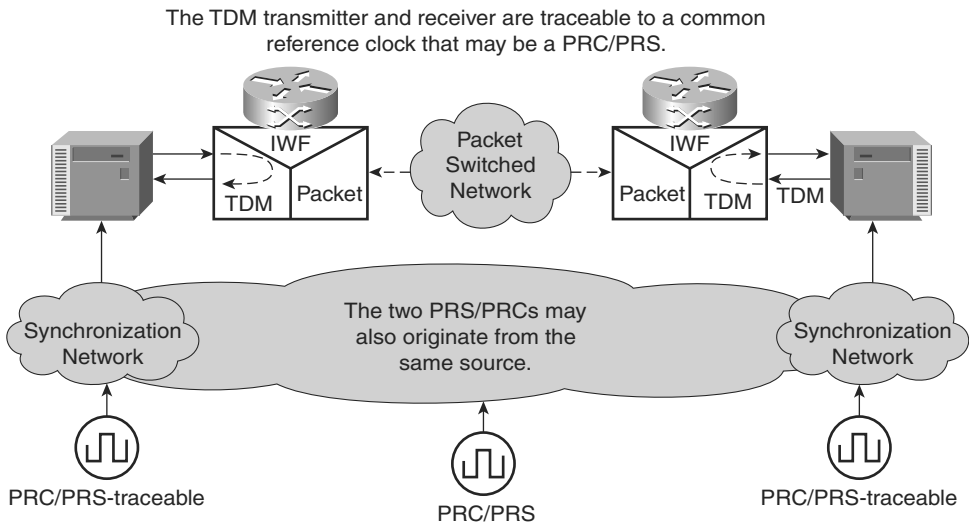 The TDM transmitter and receiver are traceable to a common
reference clock that may be a PRC/PRS.
IWF
TDM
Packet
Packet
Switched
Network
IWF
Packet
TDM
TDM
Synchronization
Network
The two PRS/PRCs may
also originate from the
same source.
Synchronization
Network
PRC/PRS-traceable
PRC/PRS
PRC/PRS-traceable